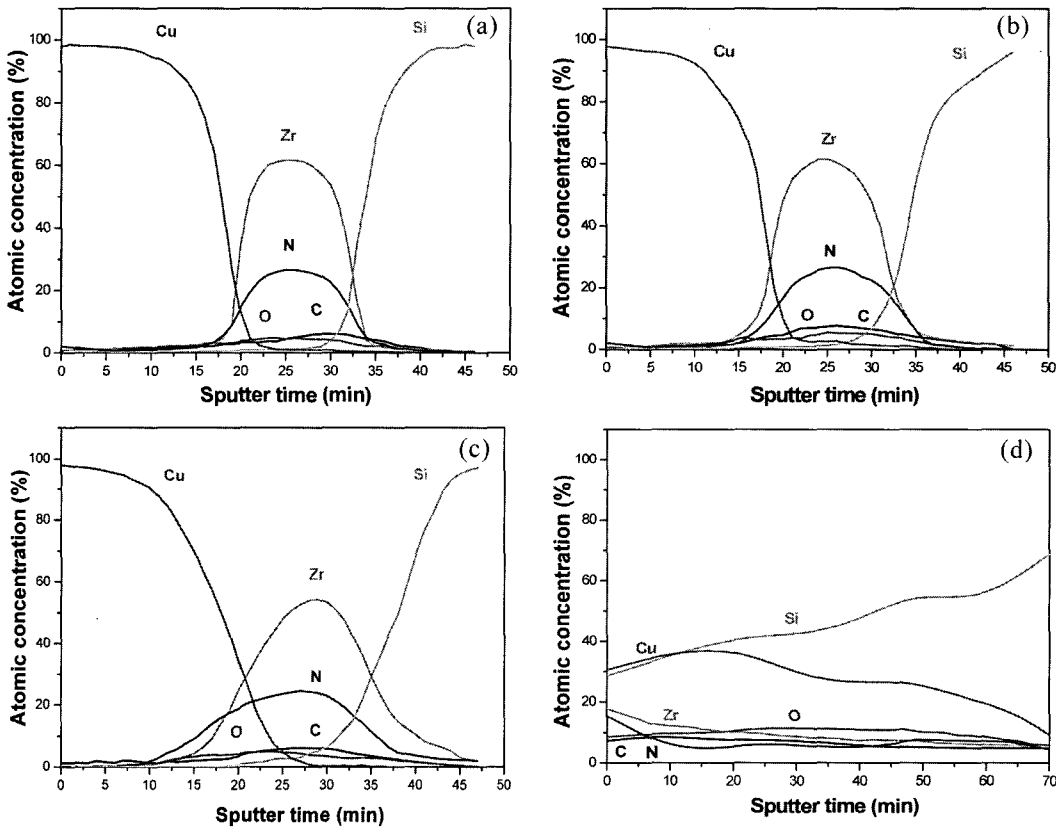 (a)
Cu
Si
Zr
N
O
C
100
80
60
40
20
0
Atomic concentration (%)
0 5 10 15 20 25 30 35 40 45 50
Sputter time (min)
(b)
Cu
Si
Zr
N
O
C
100
80
60
40
20
0
Atomic concentration (%)
0 5 10 15 20 25 30 35 40 45 50
Sputter time (min)
(c)
Cu
Si
Zr
N
O
C
100
80
60
40
20
0
Atomic concentration (%)
0 5 10 15 20 25 30 35 40 45 50
Sputter time (min)
(d)
Si
Cu
Zr
O
C N
100
80
60
40
20
0
Atomic concentration (%)
0 10 20 30 40 50 60 70
Sputter time (min)